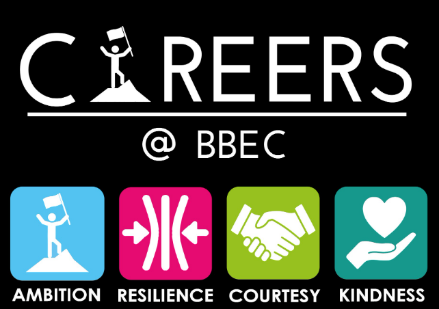 CAREERS
@ BBEC
AMBITION RESILIENCE COURTESY KINDNESS